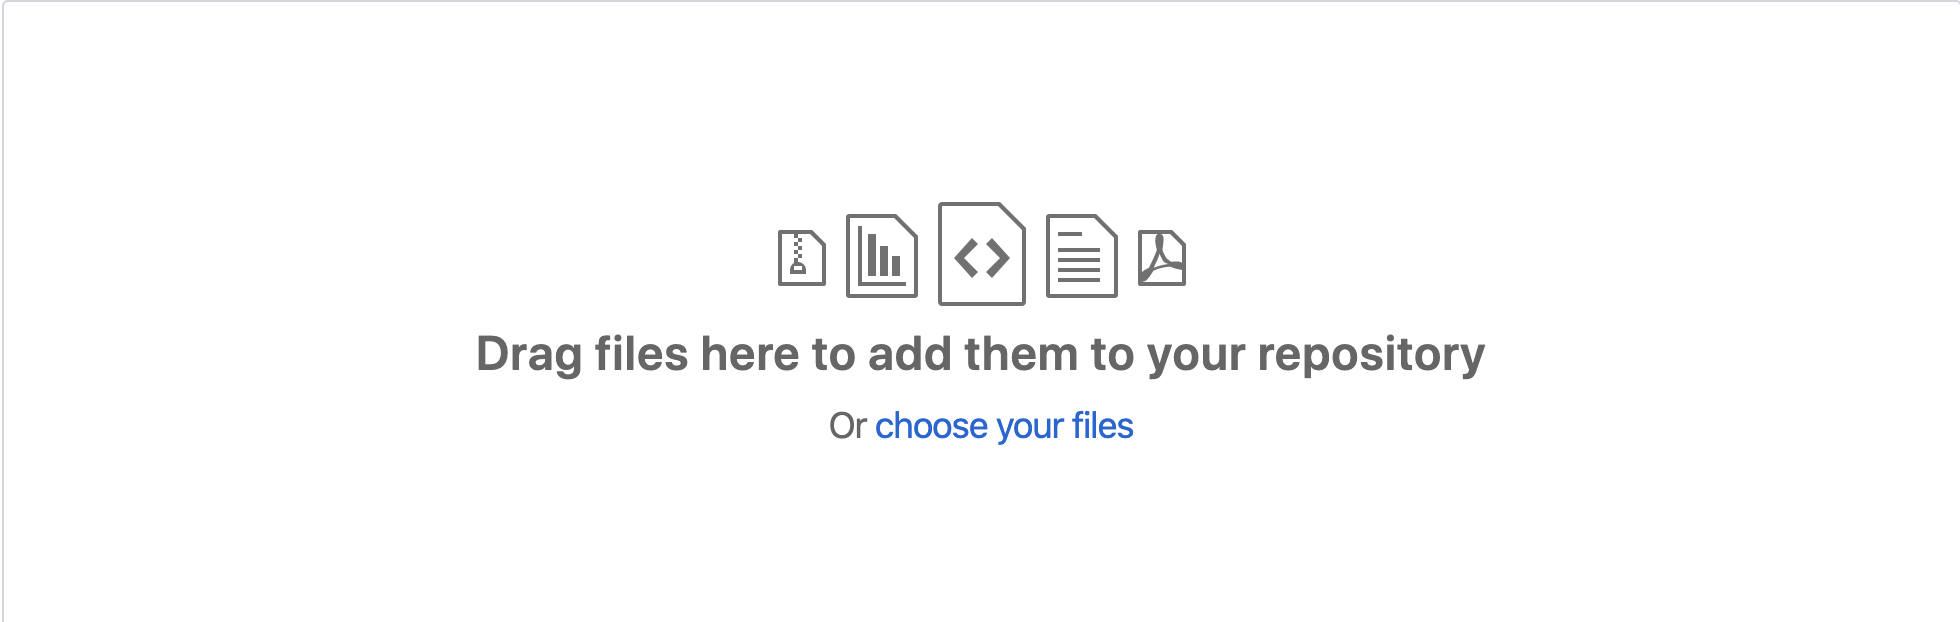 Drag files here to add them to your repository
Or choose your files